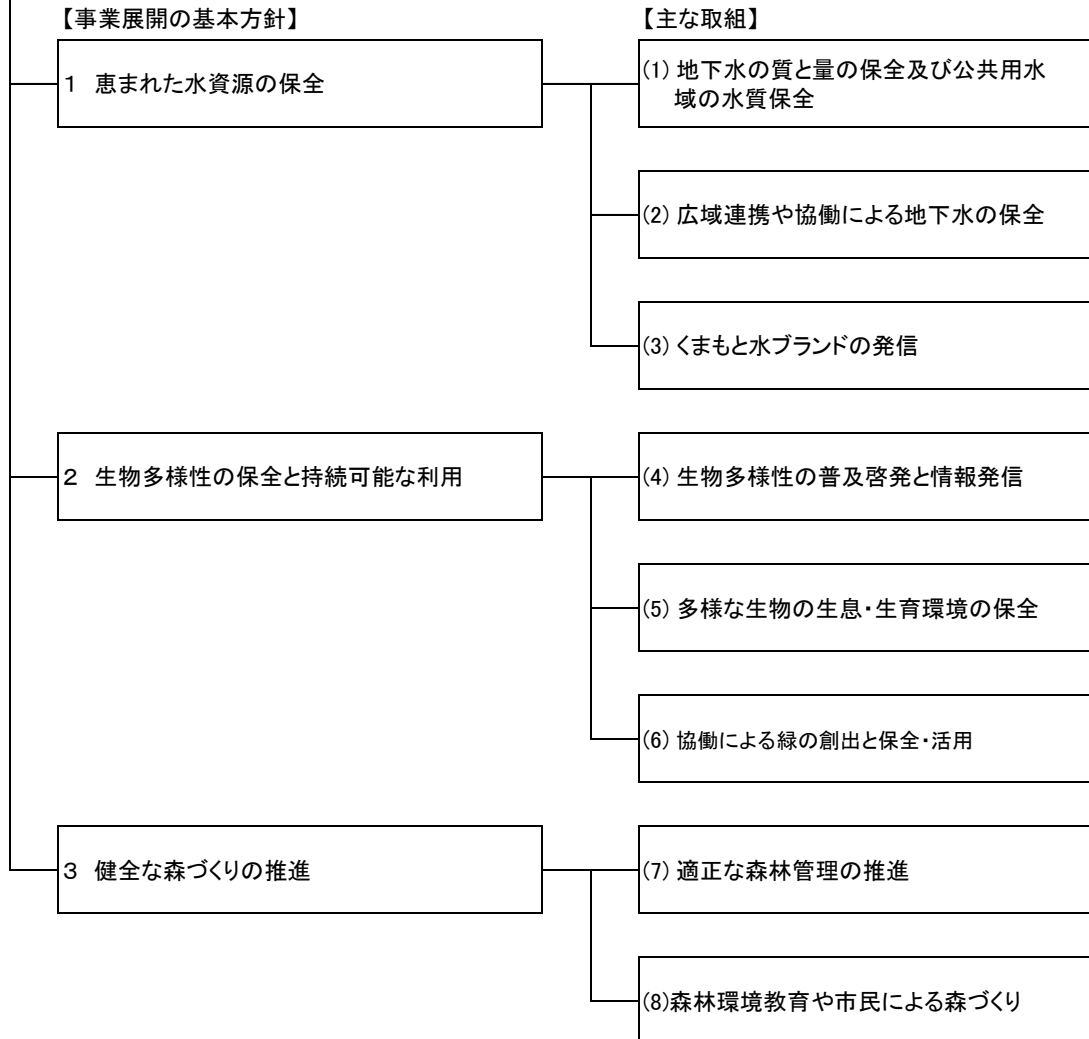 【事業展開の基本方針】
【主な取組】
1 恵まれた水資源の保全
(1) 地下水の質と量の保全及び公共用水
域の水質保全
(2) 広域連携や協働による地下水の保全
(3) くまもと水ブランドの発信
2 生物多様性の保全と持続可能な利用
(4) 生物多様性の普及啓発と情報発信
(5) 多様な生物の生息・生育環境の保全
(6) 協働による緑の創出と保全・活用
3 健全な森づくりの推進
(7) 適正な森林管理の推進
(8)森林環境教育や市民による森づくり